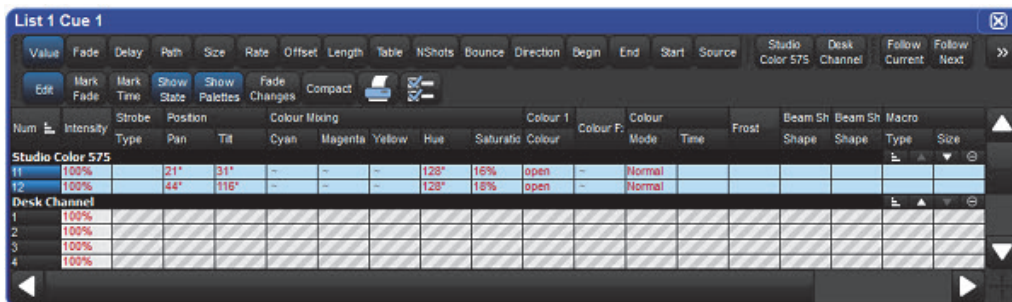 List 1 Cue 1
Value Fade Delay Path Size Rate Offset Length Table NShots Bounce Direction Begin End Start Source Studio Color 575 Desk Channel Follow Current Follow Next »
Edit Mark Fade Mark Time Show State Show Palettes Fade Changes Compact
Num Intensity Strobe Position Colour Mixing Colour 1 Colour F: Colour Frost Beam Sh Beam Sh Macro
Type Pan Tilt Cyan Magenta Yellow Hue Saturatic Colour Mode Time Shape Shape Type Size
Studio Color 575
11 100% 21° 31° ~ ~ ~ 128° 16% open ~ Normal
12 100% 44° 116° ~ ~ ~ 128° 18% open ~ Normal
Desk Channel
1 100%
2 100%
3 100%
4 100%